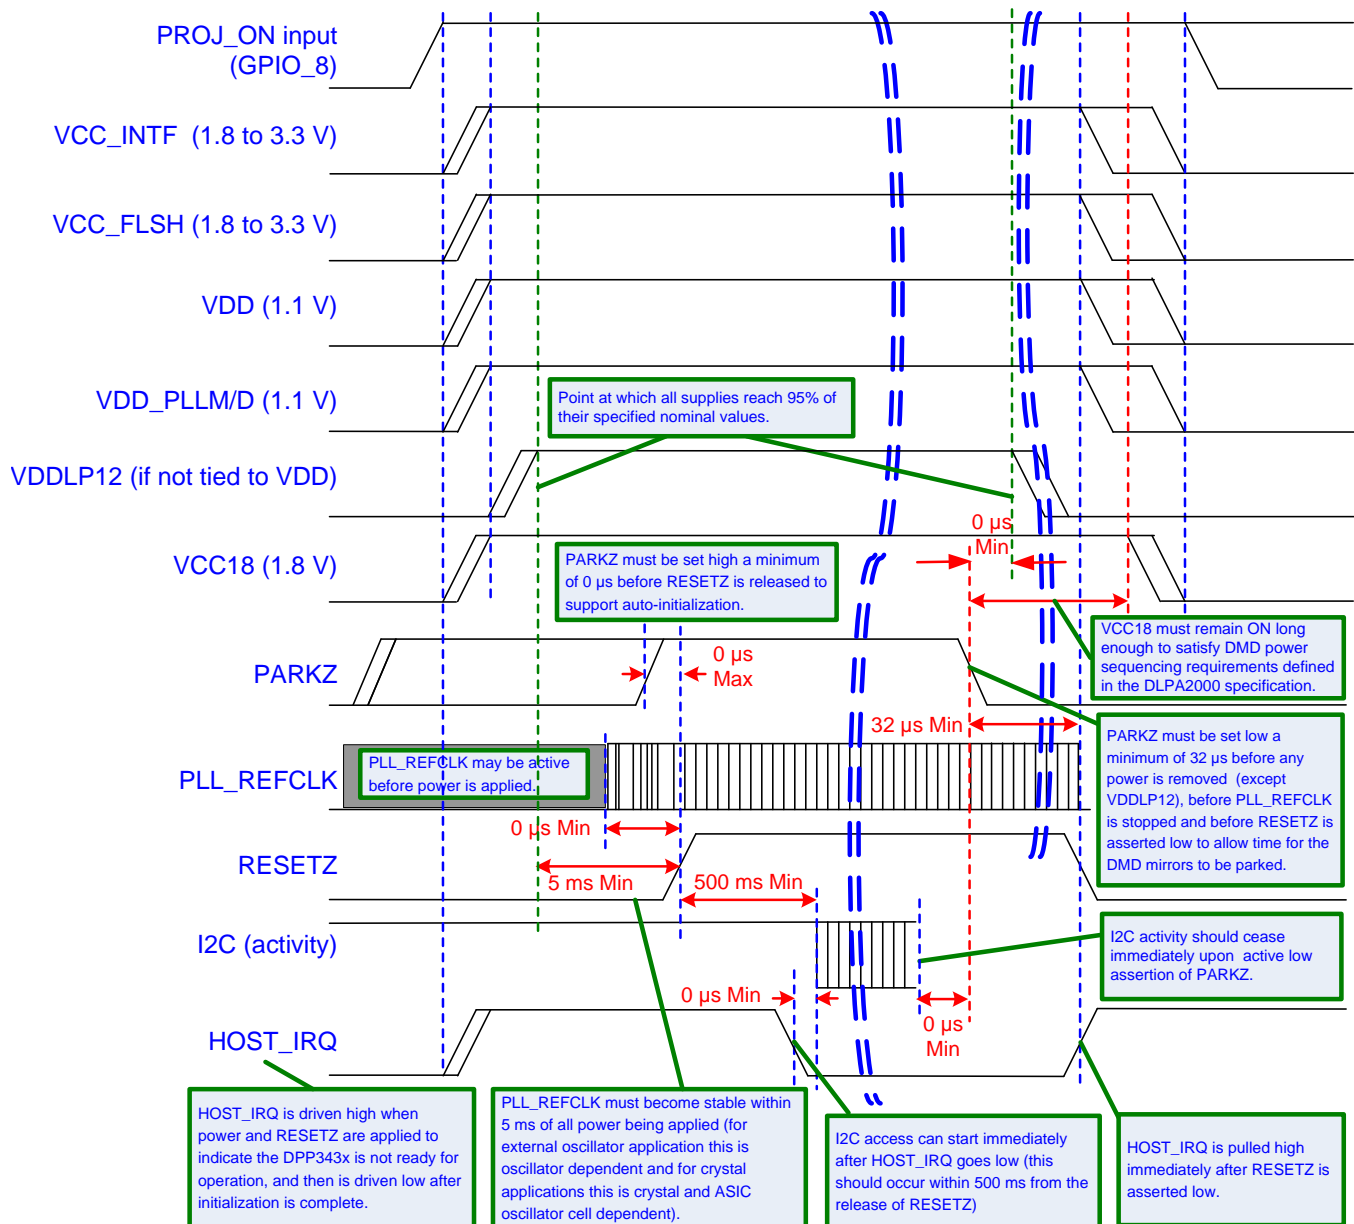 PROJ_ON input
(GPIO_8)
VCC_INTF (1.8 to 3.3 V)
VCC_FLSH (1.8 to 3.3 V)
VDD (1.1 V)
VDD_PLLM/D (1.1 V)
Point at which all supplies reach 95% of
their specified nominal values.
VDDLP12 (if not tied to VDD)
0 µs
Min
VCC18 (1.8 V)
PARKZ must be set high a minimum
of 0 µs before RESETZ is released to
support auto-initialization.
VCC18 must remain ON long
enough to satisfy DMD power
sequencing requirements defined
in the DLPA2000 specification.
PARKZ
0 µs
Max
32 µs Min
PARKZ must be set low a
minimum of 32 µs before any
power is removed (except
VDDLP12), before PLL_REFCLK
is stopped and before RESETZ is
asserted low to allow time for the
DMD mirrors to be parked.
PLL_REFCLK
PLL_REFCLK may be active
before power is applied.
0 µs Min
RESETZ
5 ms Min
500 ms Min
I2C (activity)
I2C activity should cease
immediately upon active low
assertion of PARKZ.
0 µs Min
0 µs
Min
HOST_IRQ
HOST_IRQ is driven high when
power and RESETZ are applied to
indicate the DPP343x is not ready for
operation, and then is driven low after
initialization is complete.
PLL_REFCLK must become stable within
5 ms of all power being applied (for
external oscillator application this is
oscillator dependent and for crystal
applications this is crystal and ASIC
oscillator cell dependent).
I2C access can start immediately
after HOST_IRQ goes low (this
should occur within 500 ms from the
release of RESETZ)
HOST_IRQ is pulled high
immediately after RESETZ is
asserted low.